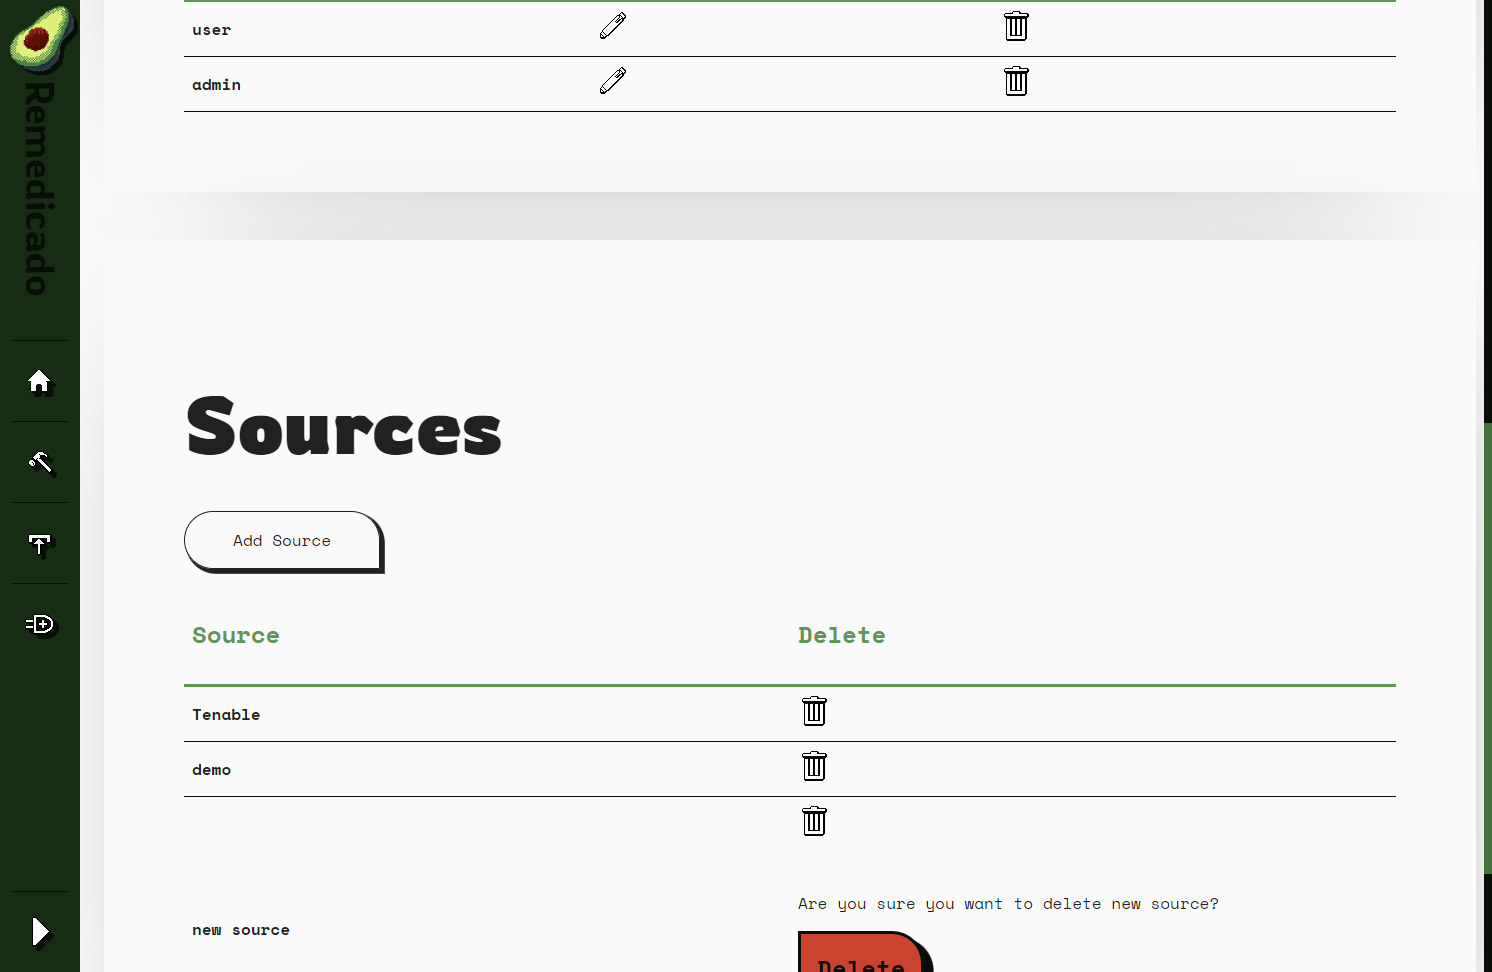 Remedicado
user
admin
Sources
Add Source
Source Delete
Tenable
demo
Are you sure you want to delete new source?
new source
Delete